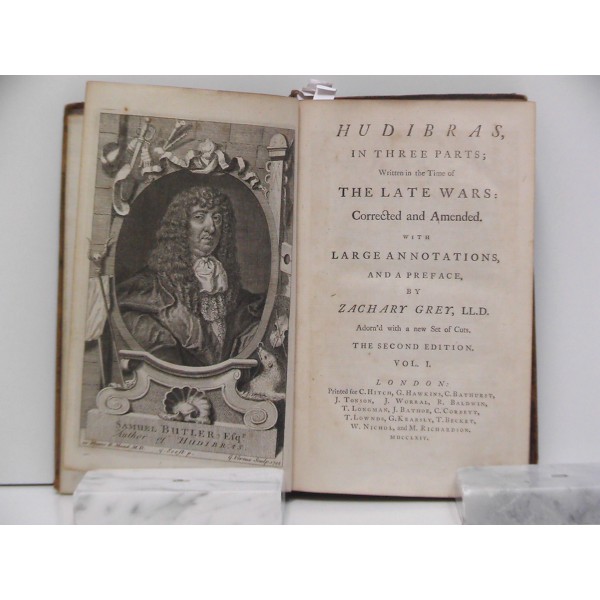 SAMUEL BUTLER Esqr.
Author of HUDIBRAS.
HUDIBRAS,
IN THREE PARTS;
Written in the Time of
THE LATE WARS:
Corrected and Amended.
WITH
LARGE ANNOTATIONS,
AND A PREFACE,
BY
ZACHARY GREY, LL.D.
Adorn'd with a new Set of Cuts.
THE SECOND EDITION.
VOL. I.
LONDON:
Printed for C. HITCH, G. HAWKINS, C. BATHURST,
J. TONSON, J. WORRAL, R. BALDWIN,
T. LONGMAN, J. BATHOE, C. CORBETT,
T. LOWNDS, G. KEARSLY, T. BECKET,
W. NICHOL, and M. RICHARDSON.
MDCCLXIV.